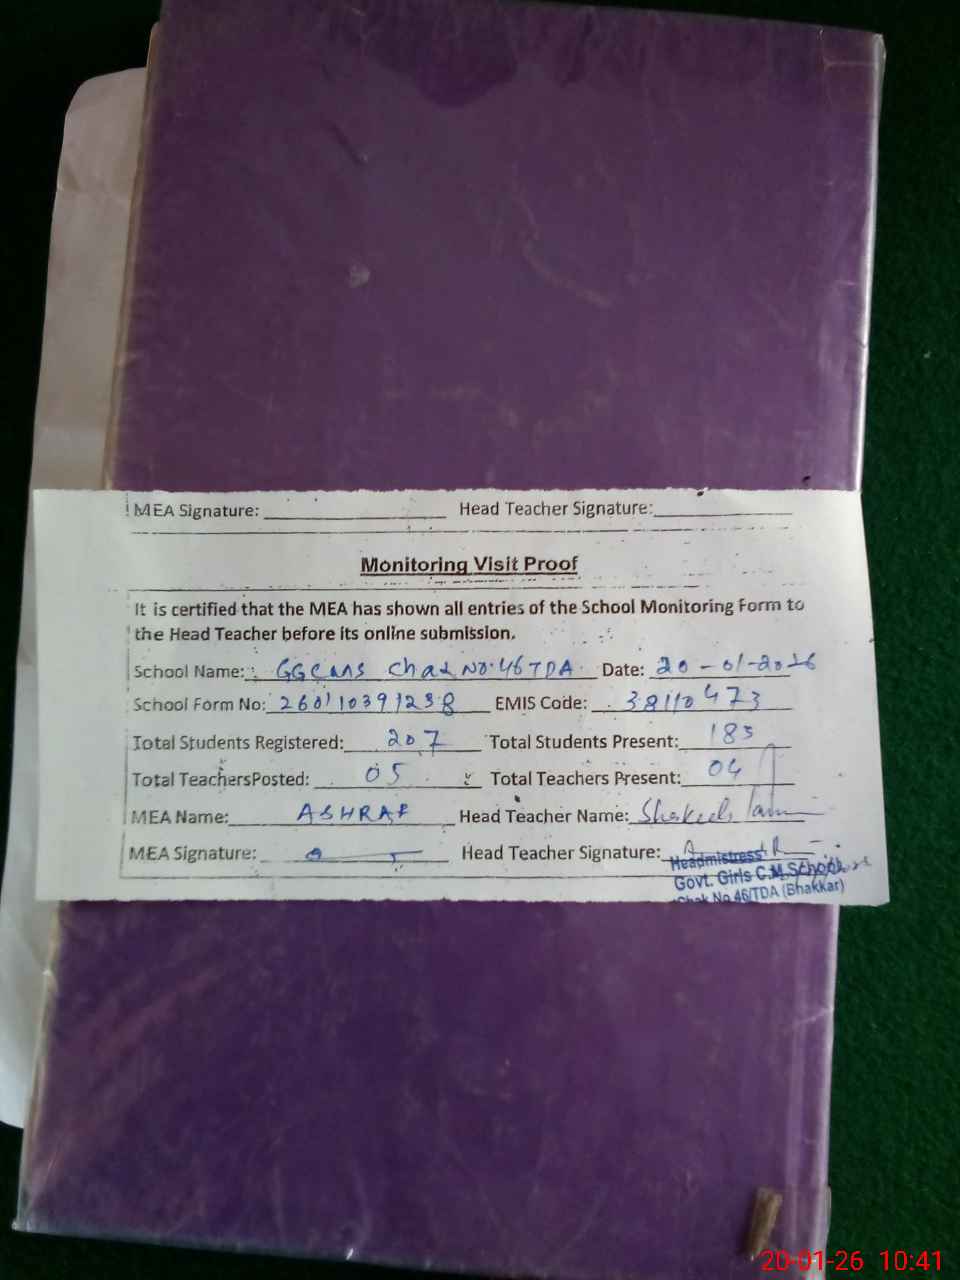 MEA Signature: Head Teacher Signature:
Monitoring Visit Proof
It is certified that the MEA has shown all entries of the School Monitoring Form to
the Head Teacher before its online submission.
School Name: GGCMS Chak No. 46 TDA Date: 20-01-2026
School Form No: 260110391238 EMIS Code: 38110473
Total Students Registered: 207 Total Students Present: 183
Total TeachersPosted: 05 Total Teachers Present: 04
MEA Name: ASHRAF Head Teacher Name:
MEA Signature: Head Teacher Signature:
Headmistress
Govt. Girls C.M. School
Chak No 46/TDA (Bhakkar)
20-01-26 10:41